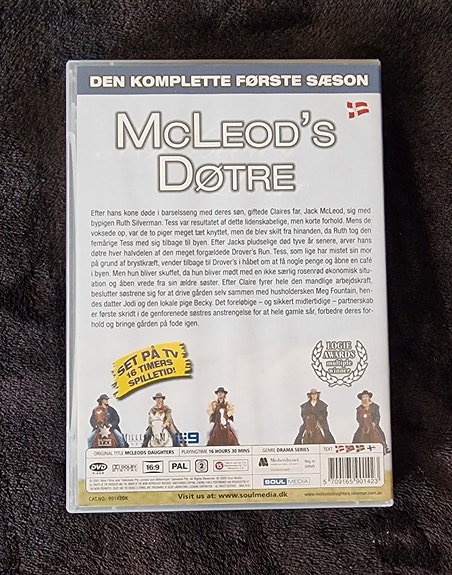 DEN KOMPLETTE FØRSTE SÆSON
MCLEOD'S
DØTRE
Efter hans kone døde i barselsseng med deres søn, giftede Claires far, Jack McLeod, sig med
bypigen Ruth Silverman. Tess var resultatet af dette lidenskabelige, men korte forhold. Mens de
voksede op, var de to piger meget tæt knyttet, men de blev skilt fra hinanden, da Ruth tog den
femårige Tess med sig tilbage til byen. Efter Jacks pludselige død tyve år senere, arver hans
døtre hver halvdelen af den meget forgældede Drover's Run. Tess, som lige har mistet sin mor
på grund af brystkræft, vender tilbage til Drover's i håbet om at få nogle penge og åbne en café
i byen. Men hun bliver skuffet, da hun bliver mødt med en ikke særlig rosenrød økonomisk situ-
ation og åben vrede fra sin ældre søster. Efter Claire fyrer hele den mandlige arbejdskraft,
beslutter søstrene sig for at drive gården selv sammen med husholdersken Meg Fountain, hen-
des datter Jodi og den lokale pige Becky. Det foreløbige – og sikkert midlertidige – partnerskab
er første skridt i de genforenede søstres anstrengelse for at hele gamle sår, forbedre deres for-
hold og bringe gården på fode igen.
SET PÅ TV
16 TIMERS
SPILLETID!
LOGIE
AWARDS
multiple
winner
ORIGINAL TITLE MCLEODS DAUGHTERS
PLAYINGTIME 16 HOURS 30 MINS
GENRE DRAMA SERIES
TEXT
DVD
DOLBY
16:9
PAL
2
15
Medierådet
SOUL MEDIA
CAT.NO.: 901420K
Visit us at: www.soulmedia.dk
5 709165 901423